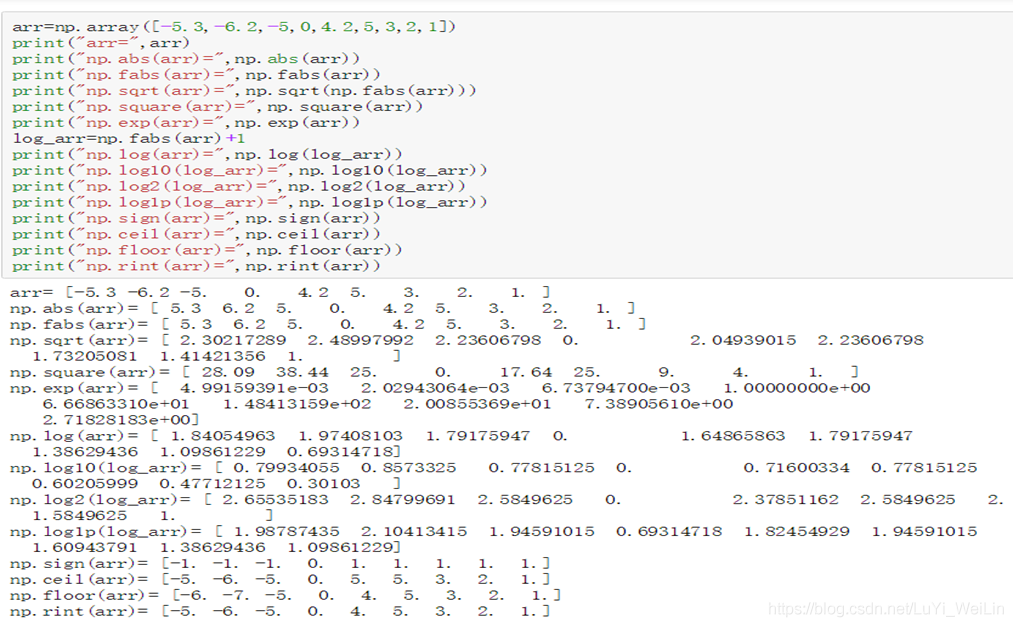 arr=np.array([-5.3,-6.2,-5,0,4.2,5,3,2,1])
print("arr=",arr)
print("np.abs(arr)=",np.abs(arr))
print("np.fabs(arr)=",np.fabs(arr))
print("np.sqrt(arr)=",np.sqrt(np.fabs(arr)))
print("np.square(arr)=",np.square(arr))
print("np.exp(arr)=",np.exp(arr))
log_arr=np.fabs(arr)+1
print("np.log(arr)=",np.log(log_arr))
print("np.log10(log_arr)=",np.log10(log_arr))
print("np.log2(log_arr)=",np.log2(log_arr))
print("np.log1p(log_arr)=",np.log1p(log_arr))
print("np.sign(arr)=",np.sign(arr))
print("np.ceil(arr)=",np.ceil(arr))
print("np.floor(arr)=",np.floor(arr))
print("np.rint(arr)=",np.rint(arr))
arr= [-5.3 -6.2 -5. 0. 4.2 5. 3. 2. 1. ]
np.abs(arr)= [ 5.3 6.2 5. 0. 4.2 5. 3. 2. 1. ]
np.fabs(arr)= [ 5.3 6.2 5. 0. 4.2 5. 3. 2. 1. ]
np.sqrt(arr)= [ 2.30217289 2.48997992 2.23606798 0. 2.04939015 2.23606798
1.73205081 1.41421356 1. ]
np.square(arr)= [ 28.09 38.44 25. 0. 17.64 25. 9. 4. 1. ]
np.exp(arr)= [ 4.99159391e-03 2.02943064e-03 6.73794700e-03 1.00000000e+00
6.66863310e+01 1.48413159e+02 2.00855369e+01 7.38905610e+00
2.71828183e+00]
np.log(arr)= [ 1.84054963 1.97408103 1.79175947 0. 1.64865863 1.79175947
1.38629436 1.09861229 0.69314718]
np.log10(log_arr)= [ 0.79934055 0.8573325 0.77815125 0. 0.71600334 0.77815125
0.60205999 0.47712125 0.30103 ]
np.log2(log_arr)= [ 2.65535183 2.84799691 2.5849625 0. 2.37851162 2.5849625 2.
1.5849625 1. ]
np.log1p(log_arr)= [ 1.98787435 2.10413415 1.94591015 0.69314718 1.82454929 1.94591015
1.60943791 1.38629436 1.09861229]
np.sign(arr)= [-1. -1. -1. 0. 1. 1. 1. 1. 1.]
np.ceil(arr)= [-5. -6. -5. 0. 5. 5. 3. 2. 1.]
np.floor(arr)= [-6. -7. -5. 0. 4. 5. 3. 2. 1.]
np.rint(arr)= [-5. -6. -5. 0. 4. 5. 3. 2. 1.]
https://blog.csdn.net/LuYi_WeiLin